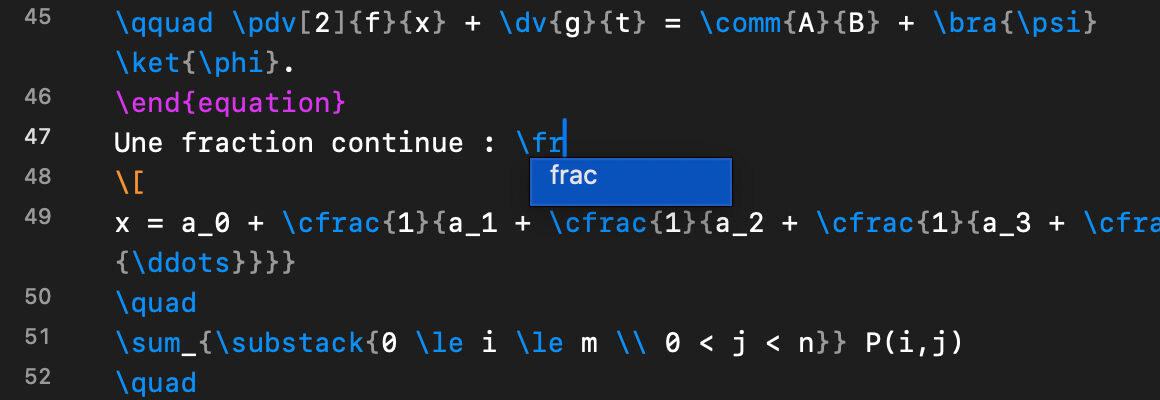 45 \qquad \pdv[2]{f}{x} + \dv{g}{t} = \comm{A}{B} + \bra{\psi}
\ket{\phi}.
46 \end{equation}
47 Une fraction continue : \fr
frac
48 \[
49 x = a_0 + \cfrac{1}{a_1 + \cfrac{1}{a_2 + \cfrac{1}{a_3 + \cfra
{\ddots}}}}
50 \quad
51 \sum_{\substack{0 \le i \le m \\ 0 < j < n}} P(i,j)
52 \quad